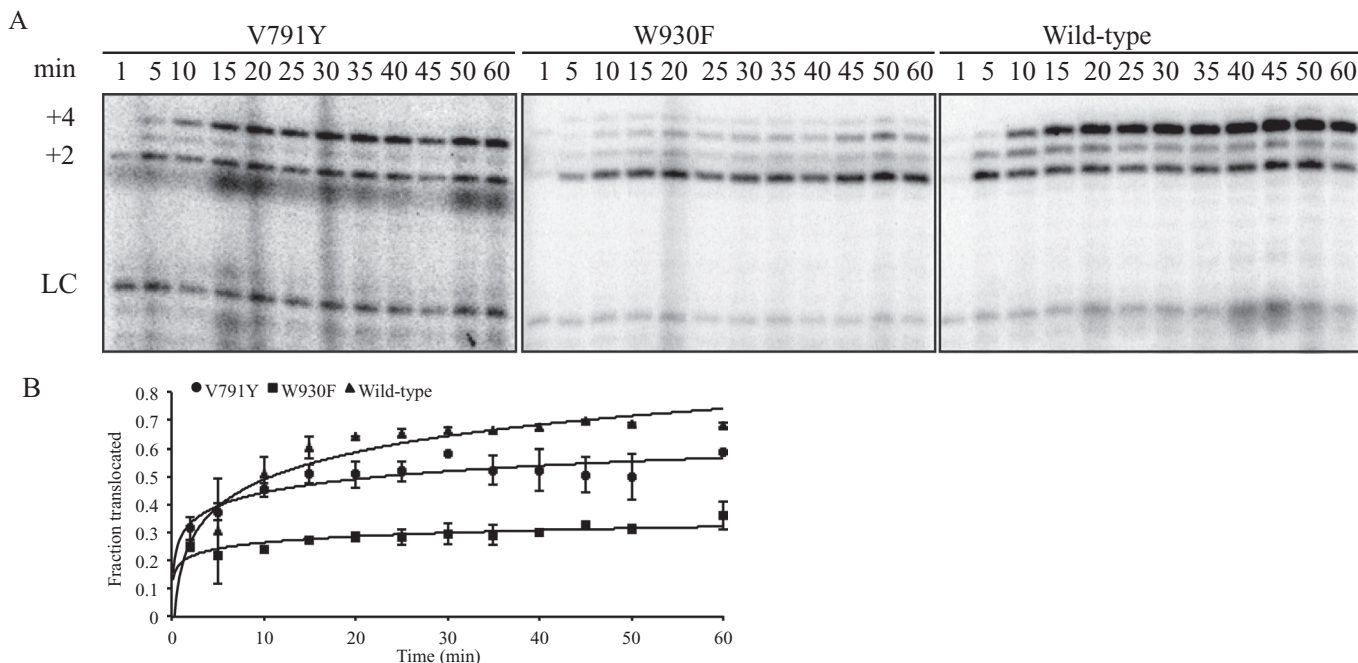 A
V791Y W930F Wild-type
min 1 5 10 15 20 25 30 35 40 45 50 60 1 5 10 15 20 25 30 35 40 45 50 60 1 5 10 15 20 25 30 35 40 45 50 60
+4
+2
LC
B
V791Y W930F Wild-type
0.8
0.7
0.6
0.5
0.4
0.3
0.2
0.1
0
Fraction translocated
0 10 20 30 40 50 60
Time (min)